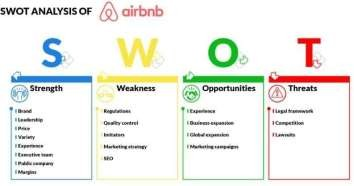 SWOT ANALYSIS OF airbnb
S W O T
Strength
Brand
Leadership
Price
Variety
Experience
Executive team
Public company
Margins
Weakness
Regulations
Quality control
Imitators
Marketing strategy
SEO
Opportunities
Experience
Business expansion
Global expansion
Marketing campaigns
Threats
Legal framework
Competition
Lawsuits